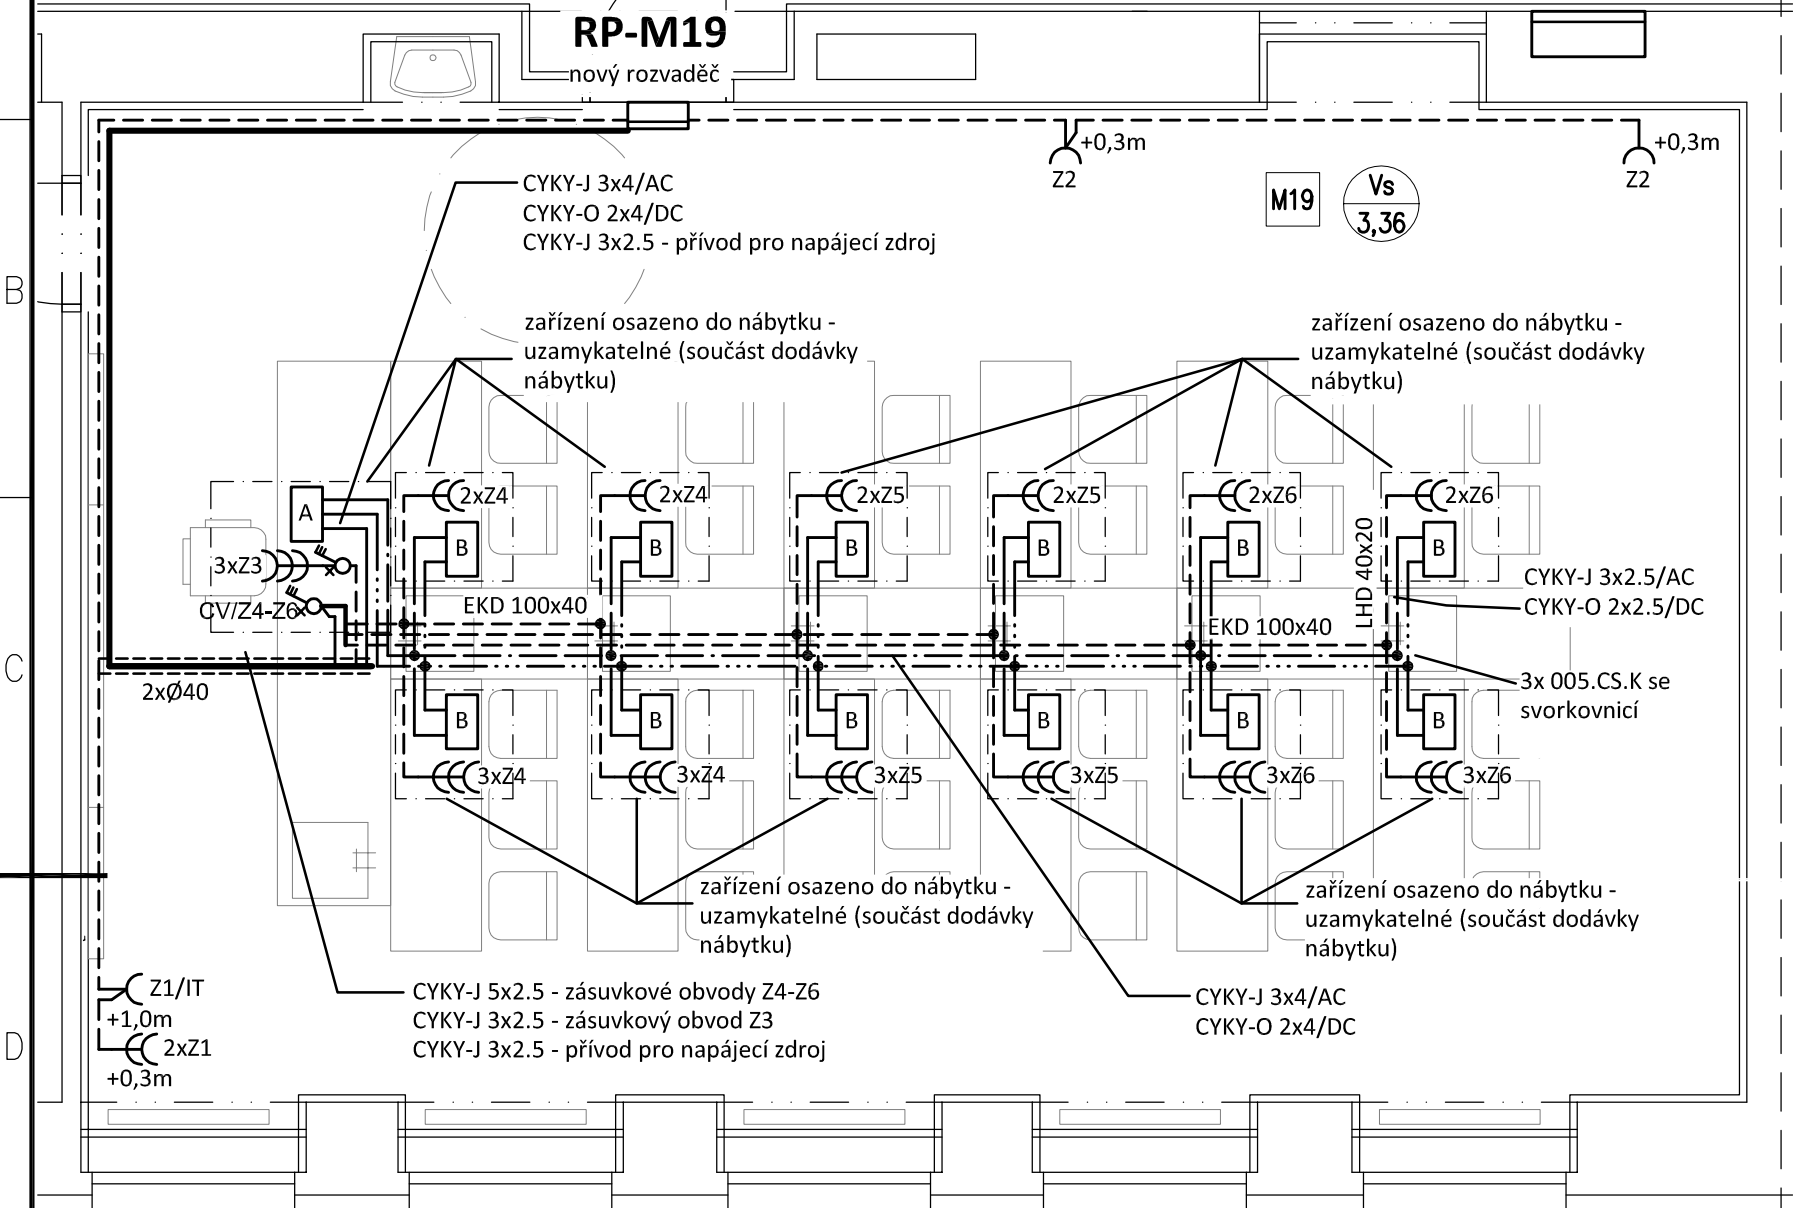 RP-M19
nový rozvaděč
+0,3m
Z2
+0,3m
Z2
M19
Vs
3,36
CYKY-J 3x4/AC
CYKY-O 2x4/DC
CYKY-J 3x2.5 - přívod pro napájecí zdroj
B
zařízení osazeno do nábytku -
uzamykatelné (součást dodávky
nábytku)
zařízení osazeno do nábytku -
uzamykatelné (součást dodávky
nábytku)
2xZ4
2xZ4
2xZ5
2xZ5
2xZ6
2xZ6
A
B
B
B
B
B
B
3xZ3
CV/Z4-Z6
EKD 100x40
EKD 100x40
LHD 40x20
CYKY-J 3x2.5/AC
CYKY-O 2x2.5/DC
C
2xØ40
3x 005.CS.K se
svorkovnicí
B
B
B
B
B
B
3xZ4
3xZ4
3xZ5
3xZ5
3xZ6
3xZ6
zařízení osazeno do nábytku -
uzamykatelné (součást dodávky
nábytku)
zařízení osazeno do nábytku -
uzamykatelné (součást dodávky
nábytku)
Z1/IT
+1,0m
D
2xZ1
+0,3m
CYKY-J 5x2.5 - zásuvkové obvody Z4-Z6
CYKY-J 3x2.5 - zásuvkový obvod Z3
CYKY-J 3x2.5 - přívod pro napájecí zdroj
CYKY-J 3x4/AC
CYKY-O 2x4/DC